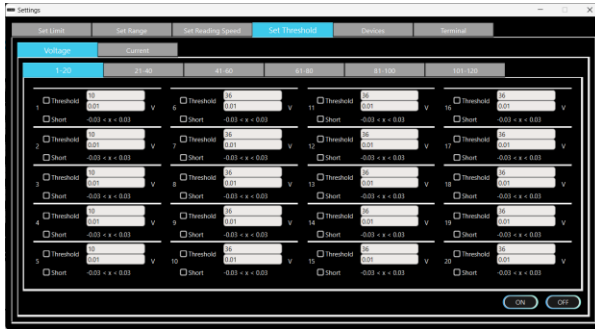 Settings
Set Limit Set Range Set Reading Speed Set Threshold Devices Terminal
Voltage Current
1-20 21-40 41-60 61-80 81-100 101-120
10 36 36 36
1 Threshold 0.01 V 6 Threshold 0.01 V 11 Threshold 0.01 V 16 Threshold 0.01 V
Short -0.03 < x < 0.03 Short -0.03 < x < 0.03 Short -0.03 < x < 0.03 Short -0.03 < x < 0.03
10 36 36 36
2 Threshold 0.01 V 7 Threshold 0.01 V 12 Threshold 0.01 V 17 Threshold 0.01 V
Short -0.03 < x < 0.03 Short -0.03 < x < 0.03 Short -0.03 < x < 0.03 Short -0.03 < x < 0.03
10 36 36 36
3 Threshold 0.01 V 8 Threshold 0.01 V 13 Threshold 0.01 V 18 Threshold 0.01 V
Short -0.03 < x < 0.03 Short -0.03 < x < 0.03 Short -0.03 < x < 0.03 Short -0.03 < x < 0.03
10 36 36 36
4 Threshold 0.01 V 9 Threshold 0.01 V 14 Threshold 0.01 V 19 Threshold 0.01 V
Short -0.03 < x < 0.03 Short -0.03 < x < 0.03 Short -0.03 < x < 0.03 Short -0.03 < x < 0.03
10 36 36 36
5 Threshold 0.01 V 10 Threshold 0.01 V 15 Threshold 0.01 V 20 Threshold 0.01 V
Short -0.03 < x < 0.03 Short -0.03 < x < 0.03 Short -0.03 < x < 0.03 Short -0.03 < x < 0.03
ON OFF